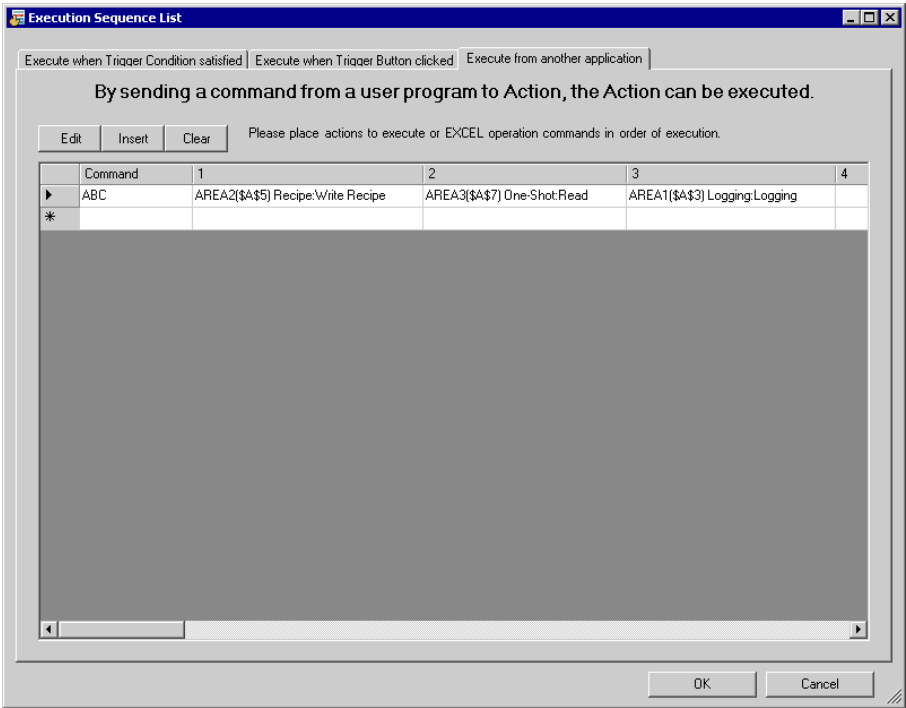 Execution Sequence List
Execute when Trigger Condition satisfied Execute when Trigger Button clicked Execute from another application
By sending a command from a user program to Action, the Action can be executed.
Edit Insert Clear Please place actions to execute or EXCEL operation commands in order of execution.
Command 1 2 3 4
ABC AREA2($A$5) Recipe:Write Recipe AREA3($A$7) One-Shot:Read AREA1($A$3) Logging:Logging
OK Cancel